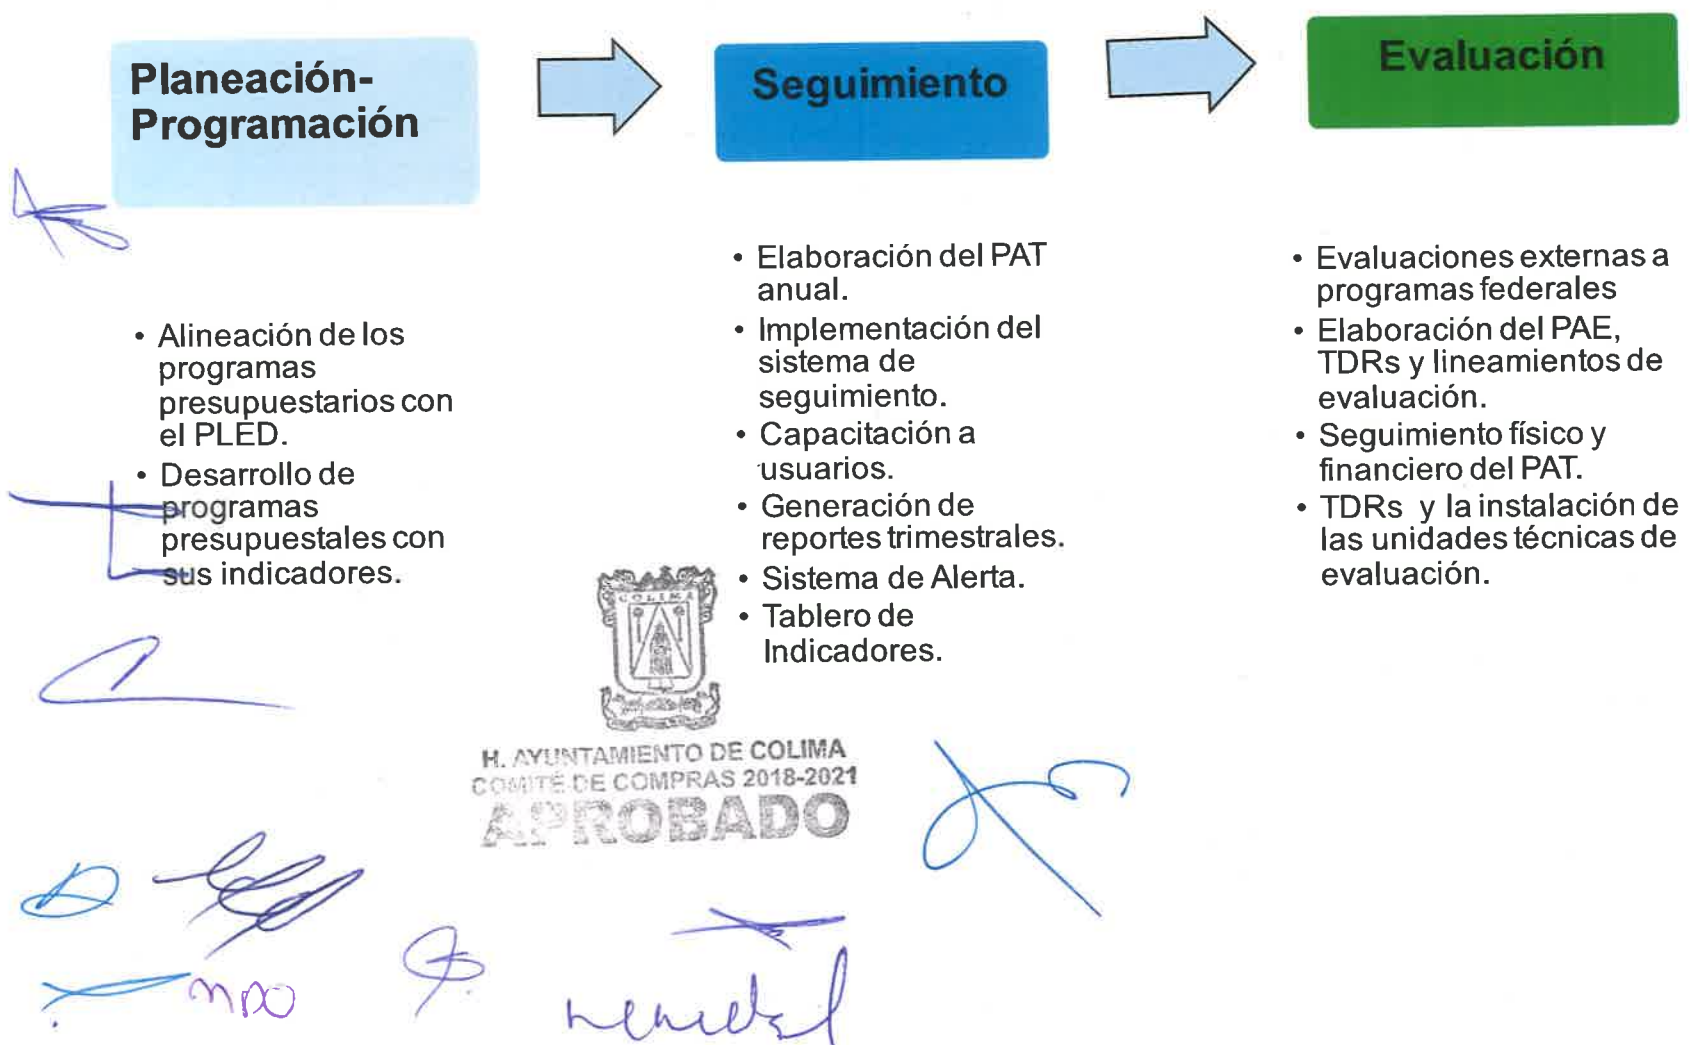 Planeación-
Programación
Seguimiento
Evaluación
• Alineación de los
programas
presupuestarios con
el PLED.
• Desarrollo de
programas
presupuestales con
sus indicadores.
• Elaboración del PAT
anual.
• Implementación del
sistema de
seguimiento.
• Capacitación a
usuarios.
• Generación de
reportes trimestrales.
• Sistema de Alerta.
• Tablero de
Indicadores.
• Evaluaciones externas a
programas federales
• Elaboración del PAE,
TDRs y lineamientos de
evaluación.
• Seguimiento físico y
financiero del PAT.
• TDRs y la instalación de
las unidades técnicas de
evaluación.
COLIMA
H. AYUNTAMIENTO DE COLIMA
COMITÉ DE COMPRAS 2018-2021
APROBADO